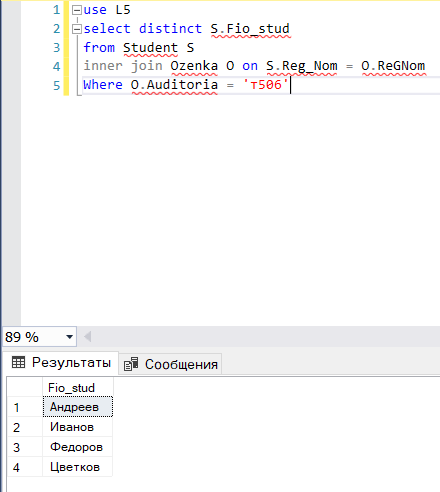 1 use L5
2 select distinct S.Fio_stud
3 from Student S
4 inner join Ozenka O on S.Reg_Nom = O.ReGNom
5 Where O.Auditoria = 'т506'
89 %
Результаты Сообщения
Fio_stud
1 Андреев
2 Иванов
3 Федоров
4 Цветков